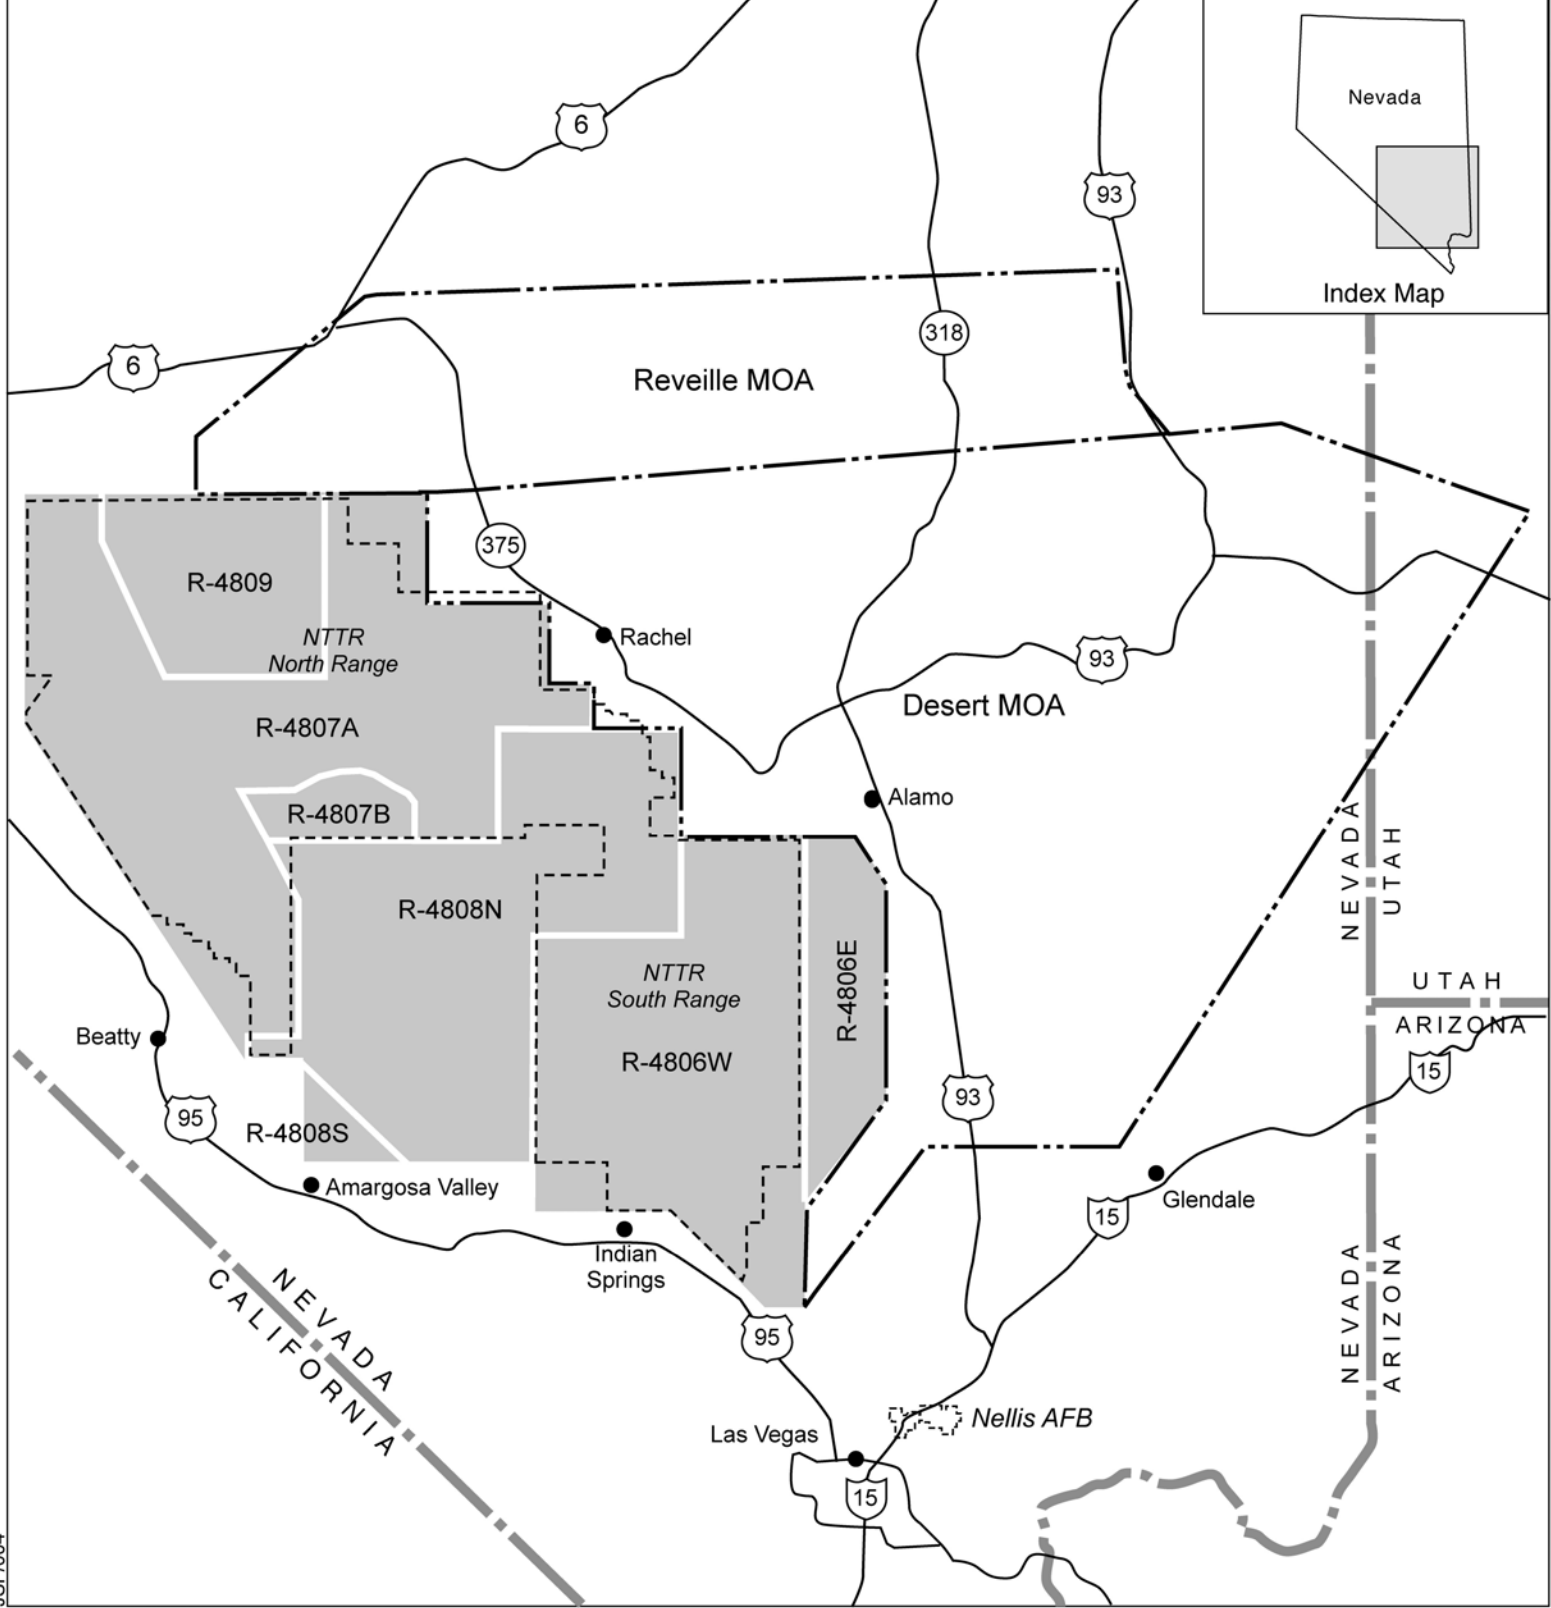 6
93
Nevada
Index Map
318
6
Reveille MOA
375
R-4809
NTTR
North Range
Rachel
93
Desert MOA
R-4807A
Alamo
R-4807B
NEVADA
UTAH
R-4808N
R-4806E
NTTR
South Range
UTAH
ARIZONA
Beatty
R-4806W
15
93
95
R-4808S
Amargosa Valley
Glendale
15
Indian
Springs
NEVADA
ARIZONA
NEVADA
CALIFORNIA
95
Nellis AFB
Las Vegas
15